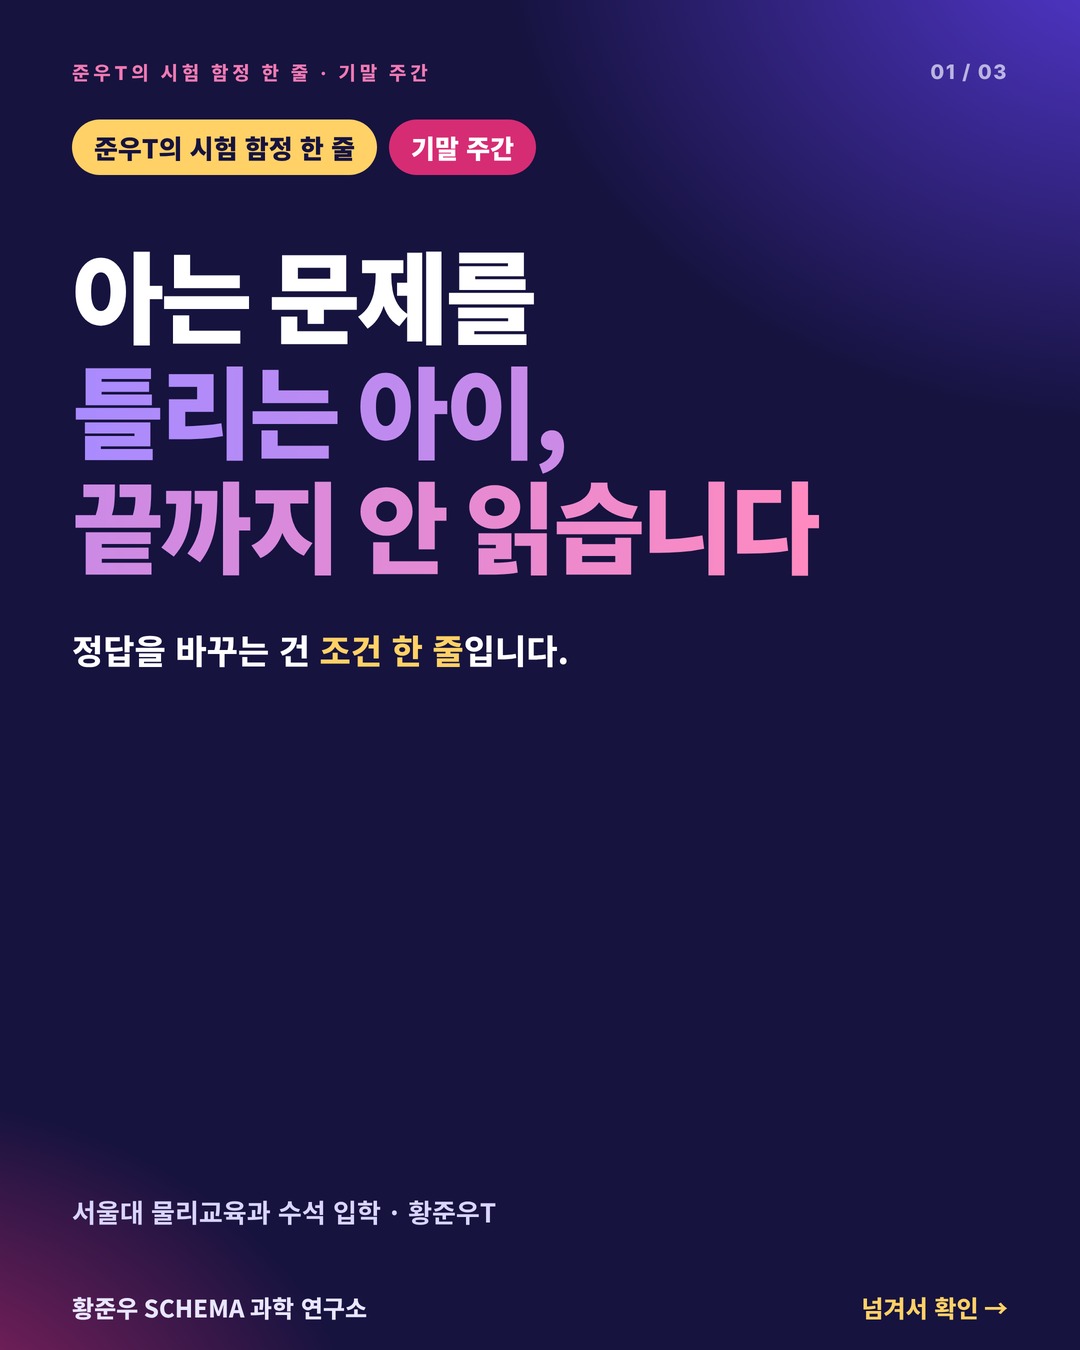 준우T의 시험 함정 한 줄 · 기말 주간
01 / 03
준우T의 시험 함정 한 줄
기말 주간
아는 문제를
틀리는 아이,
끝까지 안 읽습니다
정답을 바꾸는 건 조건 한 줄입니다.
서울대 물리교육과 수석 입학 · 황준우T
황준우 SCHEMA 과학 연구소
넘겨서 확인 →